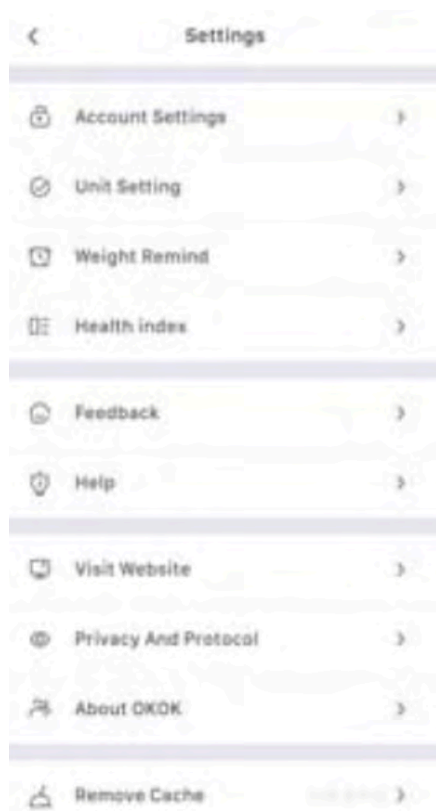 Settings
Account Settings
Unit Setting
Weight Remind
Health index
Feedback
Help
Visit Website
Privacy And Protocol
About OKOK
Remove Cache